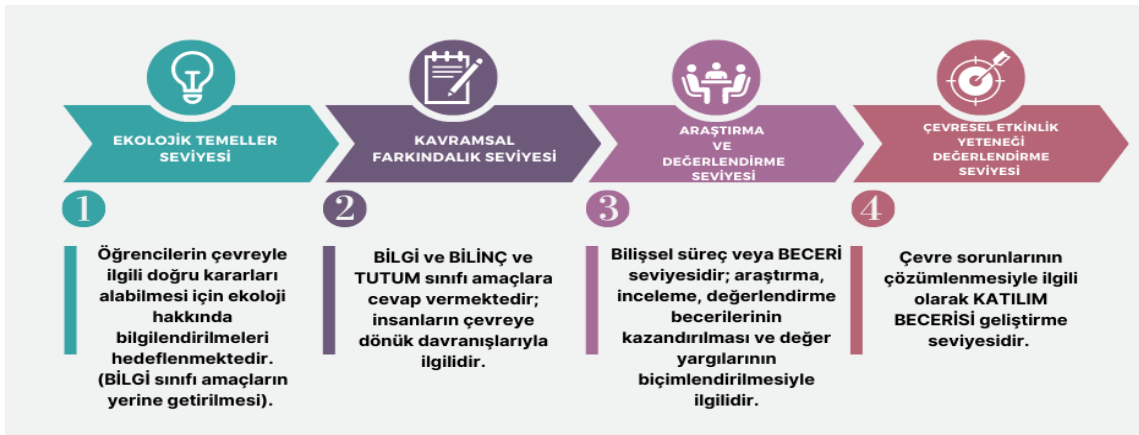 EKOLOJİK TEMELLER
SEVİYESİ
KAVRAMSAL
FARKINDALIK SEVİYESİ
ARAŞTIRMA
VE
DEĞERLENDİRME
SEVİYESİ
ÇEVRESEL ETKİNLİK
YETENEĞİ
DEĞERLENDİRME
SEVİYESİ
1
Öğrencilerin çevreyle
ilgili doğru kararları
alabilmesi için ekoloji
hakkında
bilgilendirilmeleri
hedeflenmektedir.
(BİLGİ sınıfı amaçların
yerine getirilmesi).
2
BİLGİ ve BİLİNÇ ve
TUTUM sınıfı amaçlara
cevap vermektedir;
insanların çevreye
dönük davranışlarıyla
ilgilidir.
3
Bilişsel süreç veya BECERİ
seviyesidir; araştırma,
inceleme, değerlendirme
becerilerinin
kazandırılması ve değer
yargılarının
biçimlendirilmesiyle
ilgilidir.
4
Çevre sorunlarının
çözümlenmesiyle ilgili
olarak KATILIM
BECERİSİ geliştirme
seviyesidir.